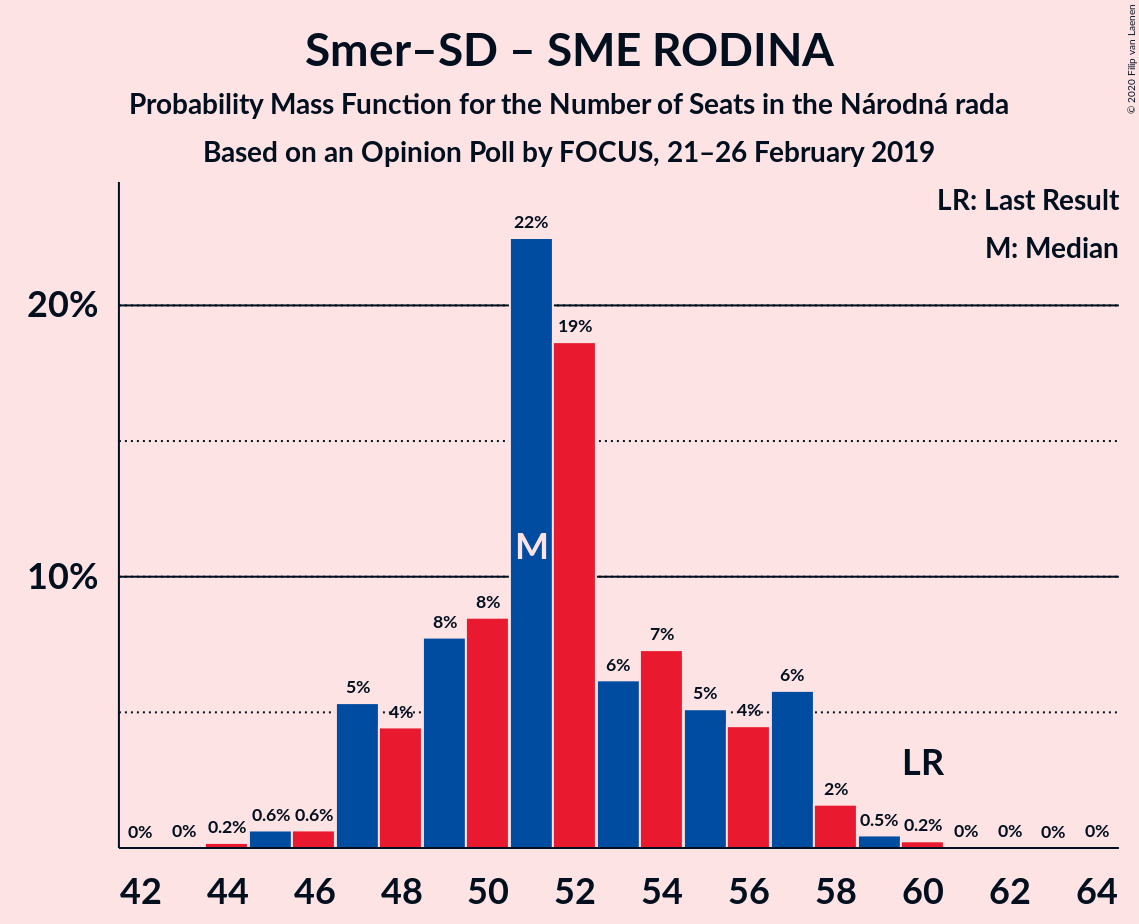 Smer–SD – SME RODINA
Probability Mass Function for the Number of Seats in the Národná rada
Based on an Opinion Poll by FOCUS, 21–26 February 2019
© 2020 Filip van Laenen
LR: Last Result
M: Median
20%
10%
0%
0%
0.2%
0.6%
0.6%
5%
4%
8%
8%
22%
M
19%
6%
7%
5%
4%
6%
2%
0.5%
LR
0.2%
0%
0%
0%
0%
42 44 46 48 50 52 54 56 58 60 62 64